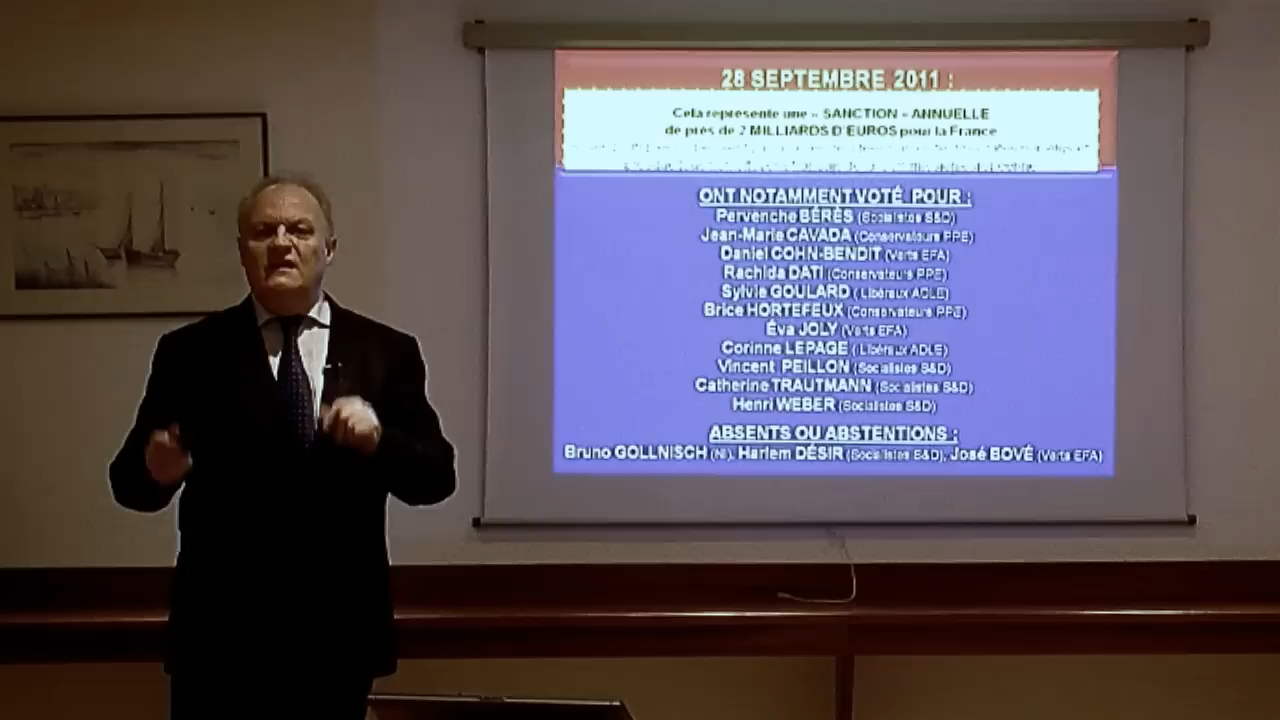 28 SEPTEMBRE 2011 :
Cela représente une « SANCTION » ANNUELLE
de près de 2 MILLIARDS D'EUROS pour la France
ONT NOTAMMENT VOTÉ POUR :
Pervenche BÉRÈS (Socialistes S&D)
Jean-Marie CAVADA (Conservateurs PPE)
Daniel COHN-BENDIT (Verts EFA)
Rachida DATI (Conservateurs PPE)
Sylvie GOULARD (Libéraux ADLE)
Brice HORTEFEUX (Conservateurs PPE)
Éva JOLY (Verts EFA)
Corinne LEPAGE (Libéraux ADLE)
Vincent PEILLON (Socialistes S&D)
Catherine TRAUTMANN (Socialistes S&D)
Henri WEBER (Socialistes S&D)
ABSENTS OU ABSTENTIONS :
Bruno GOLLNISCH (NI), Harlem DÉSIR (Socialistes S&D), José BOVÉ (Verts EFA)